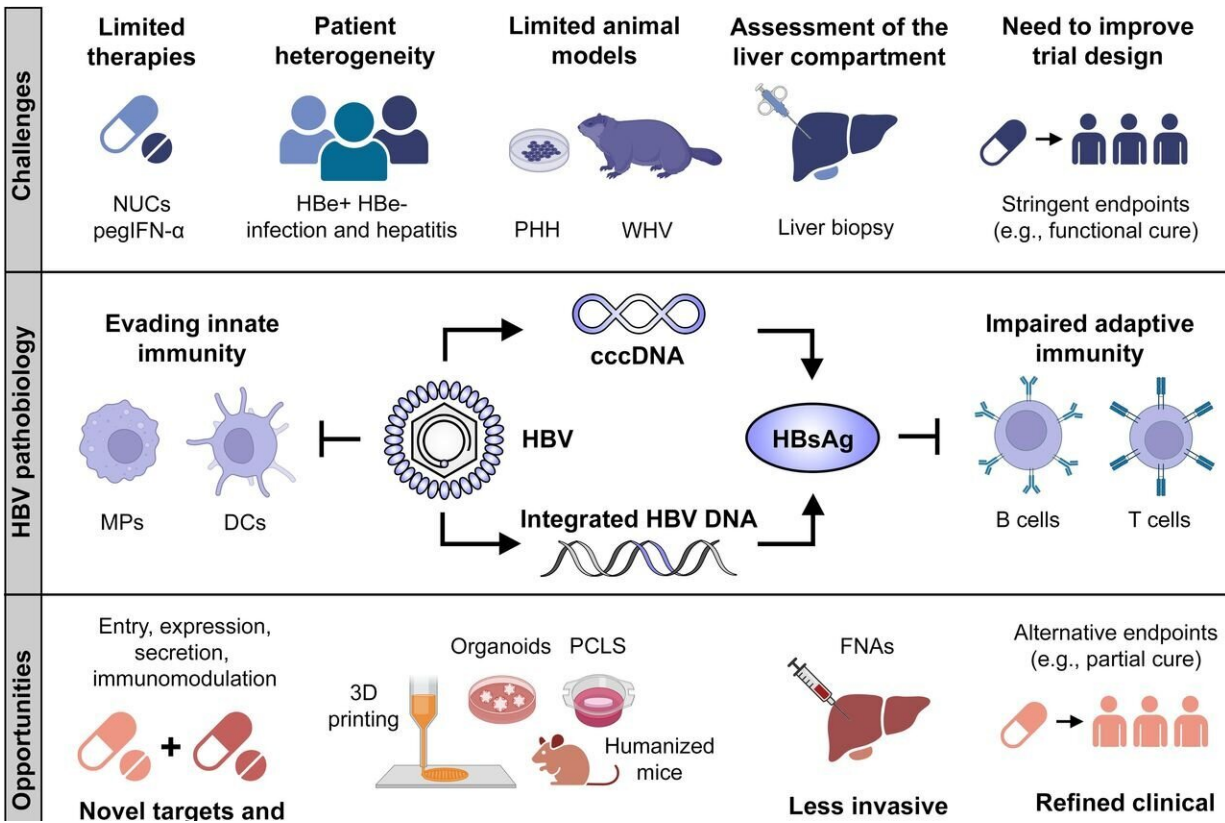 Challenges
Limited
therapies
NUCs
pegIFN-α
Patient
heterogeneity
HBe+ HBe-
infection and hepatitis
Limited animal
models
PHH
WHV
Assessment of the
liver compartment
Liver biopsy
Need to improve
trial design
Stringent endpoints
(e.g., functional cure)
HBV pathobiology
Evading innate
immunity
MPs
DCs
HBV
cccDNA
Integrated HBV DNA
HBsAg
Impaired adaptive
immunity
B cells
T cells
Opportunities
Entry, expression,
secretion,
immunomodulation
+
Novel targets and
3D
printing
Organoids
PCLS
Humanized
mice
FNAs
Less invasive
Alternative endpoints
(e.g., partial cure)
Refined clinical